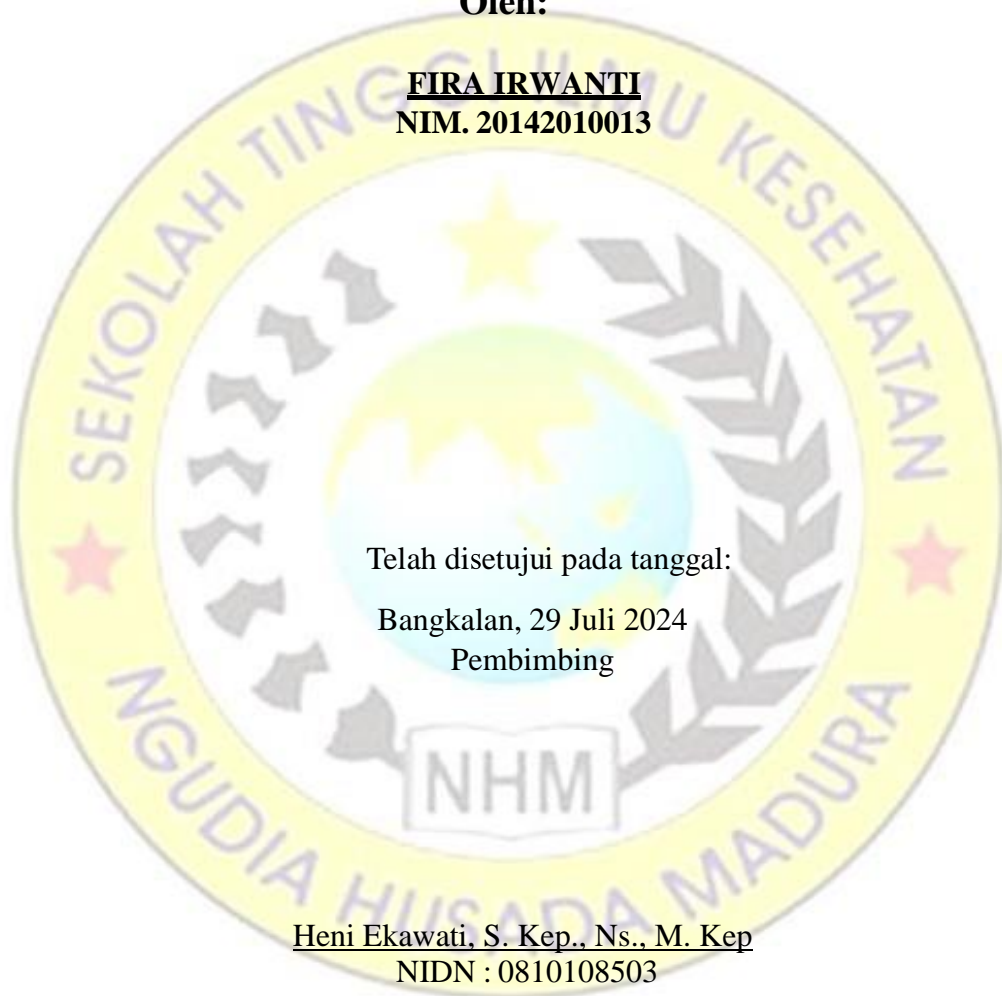 Oleh:
FIRA IRWANTI
NIM. 20142010013
SEKOLAH TINGGI ILMU KESEHATAN
Telah disetujui pada tanggal:
Bangkalan, 29 Juli 2024
Pembimbing
NHM
NGUDIA HUSADA MADURA
Heni Ekawati, S. Kep., Ns., M. Kep
NIDN : 0810108503